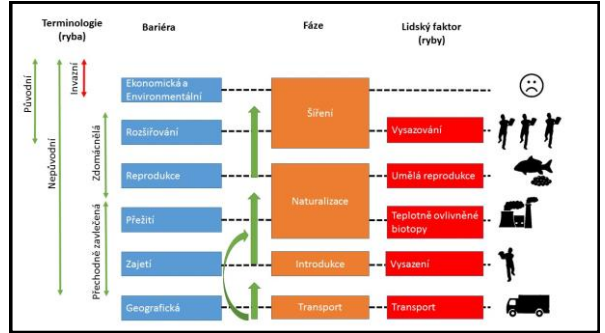 Terminologie
(ryba)
Bariéra
Fáze
Lidský faktor
(ryby)
Původní
Nepůvodní
Invazní
Zdomácnělá
Přechodně zavlečená
Ekonomická a
Environmentální
Rozšiřování
Reprodukce
Přežití
Zajetí
Geografická
Šíření
Naturalizace
Introdukce
Transport
Vysazování
Umělá reprodukce
Teplotně ovlivněné
biotopy
Vysazení
Transport